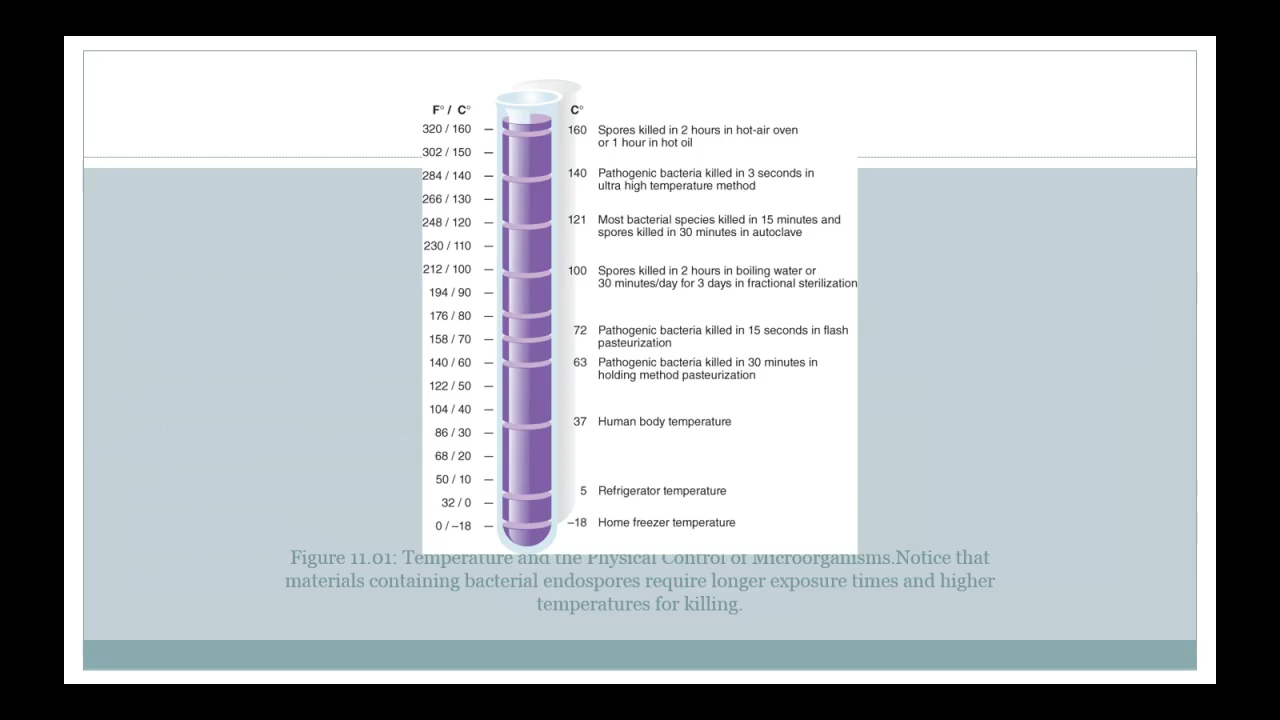 F° / C°
320 / 160 –
302 / 150 –
284 / 140 –
266 / 130 –
248 / 120 –
230 / 110 –
212 / 100 –
194 / 90 –
176 / 80 –
158 / 70 –
140 / 60 –
122 / 50 –
104 / 40 –
86 / 30 –
68 / 20 –
50 / 10 –
32 / 0 –
0 / –18 –
C°
160 Spores killed in 2 hours in hot-air oven
or 1 hour in hot oil
140 Pathogenic bacteria killed in 3 seconds in
ultra high temperature method
121 Most bacterial species killed in 15 minutes and
spores killed in 30 minutes in autoclave
100 Spores killed in 2 hours in boiling water or
30 minutes/day for 3 days in fractional sterilization
72 Pathogenic bacteria killed in 15 seconds in flash
pasteurization
63 Pathogenic bacteria killed in 30 minutes in
holding method pasteurization
37 Human body temperature
5 Refrigerator temperature
–18 Home freezer temperature
Figure 11.01: Temperature and the Physical Control of Microorganisms.Notice that
materials containing bacterial endospores require longer exposure times and higher
temperatures for killing.